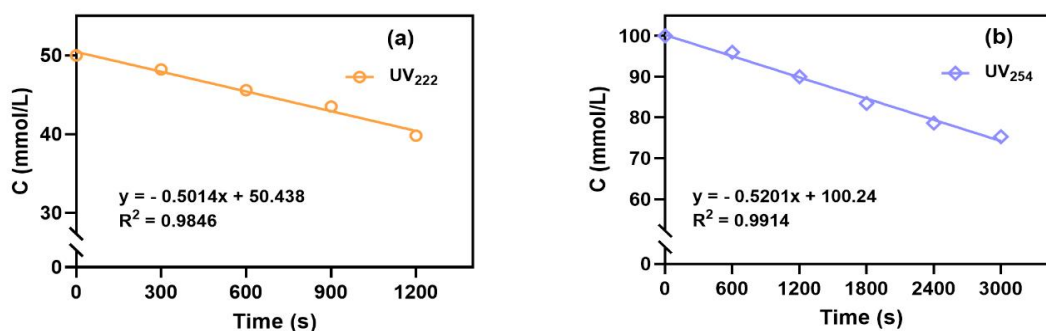 (a)
UV222
C (mmol/L)
50
40
30
0
y = - 0.5014x + 50.438
R2 = 0.9846
0 300 600 900 1200
Time (s)
(b)
UV254
C (mmol/L)
100
90
80
70
60
0
y = - 0.5201x + 100.24
R2 = 0.9914
0 600 1200 1800 2400 3000
Time (s)